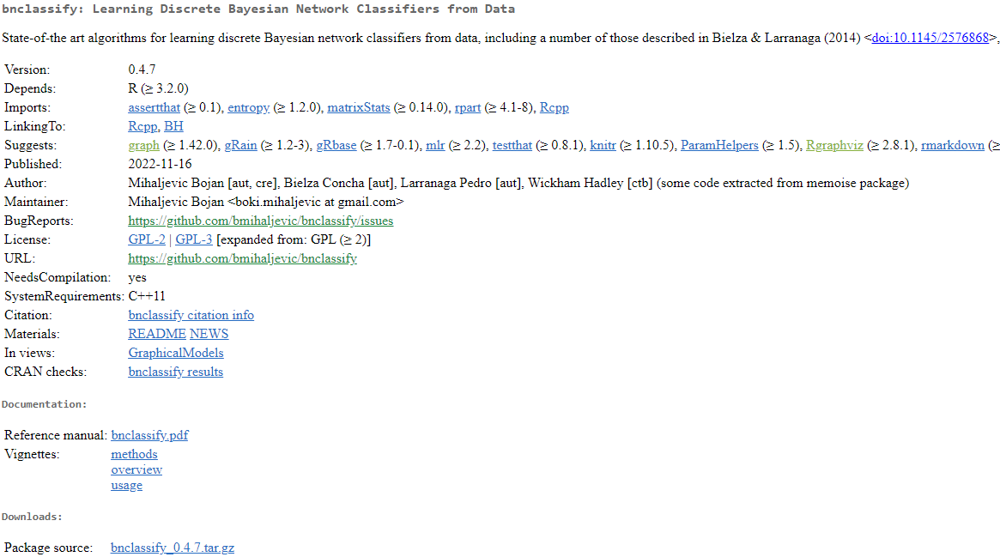 bnclassify: Learning Discrete Bayesian Network Classifiers from Data
State-of-the art algorithms for learning discrete Bayesian network classifiers from data, including a number of those described in Bielza & Larranaga (2014) <doi:10.1145/2576868>,
Version: 0.4.7
Depends: R (≥ 3.2.0)
Imports: assertthat (≥ 0.1), entropy (≥ 1.2.0), matrixStats (≥ 0.14.0), rpart (≥ 4.1-8), Rcpp
LinkingTo: Rcpp, BH
Suggests: graph (≥ 1.42.0), gRain (≥ 1.2-3), gRbase (≥ 1.7-0.1), mlr (≥ 2.2), testthat (≥ 0.8.1), knitr (≥ 1.10.5), ParamHelpers (≥ 1.5), Rgraphviz (≥ 2.8.1), rmarkdown (≥
Published: 2022-11-16
Author: Mihaljevic Bojan [aut, cre], Bielza Concha [aut], Larranaga Pedro [aut], Wickham Hadley [ctb] (some code extracted from memoise package)
Maintainer: Mihaljevic Bojan <boki.mihaljevic at gmail.com>
BugReports: https://github.com/bmihaljevic/bnclassify/issues
License: GPL-2 | GPL-3 [expanded from: GPL (≥ 2)]
URL: https://github.com/bmihaljevic/bnclassify
NeedsCompilation: yes
SystemRequirements: C++11
Citation: bnclassify citation info
Materials: README NEWS
In views: GraphicalModels
CRAN checks: bnclassify results
Documentation:
Reference manual: bnclassify.pdf
Vignettes: methods
overview
usage
Downloads:
Package source: bnclassify_0.4.7.tar.gz